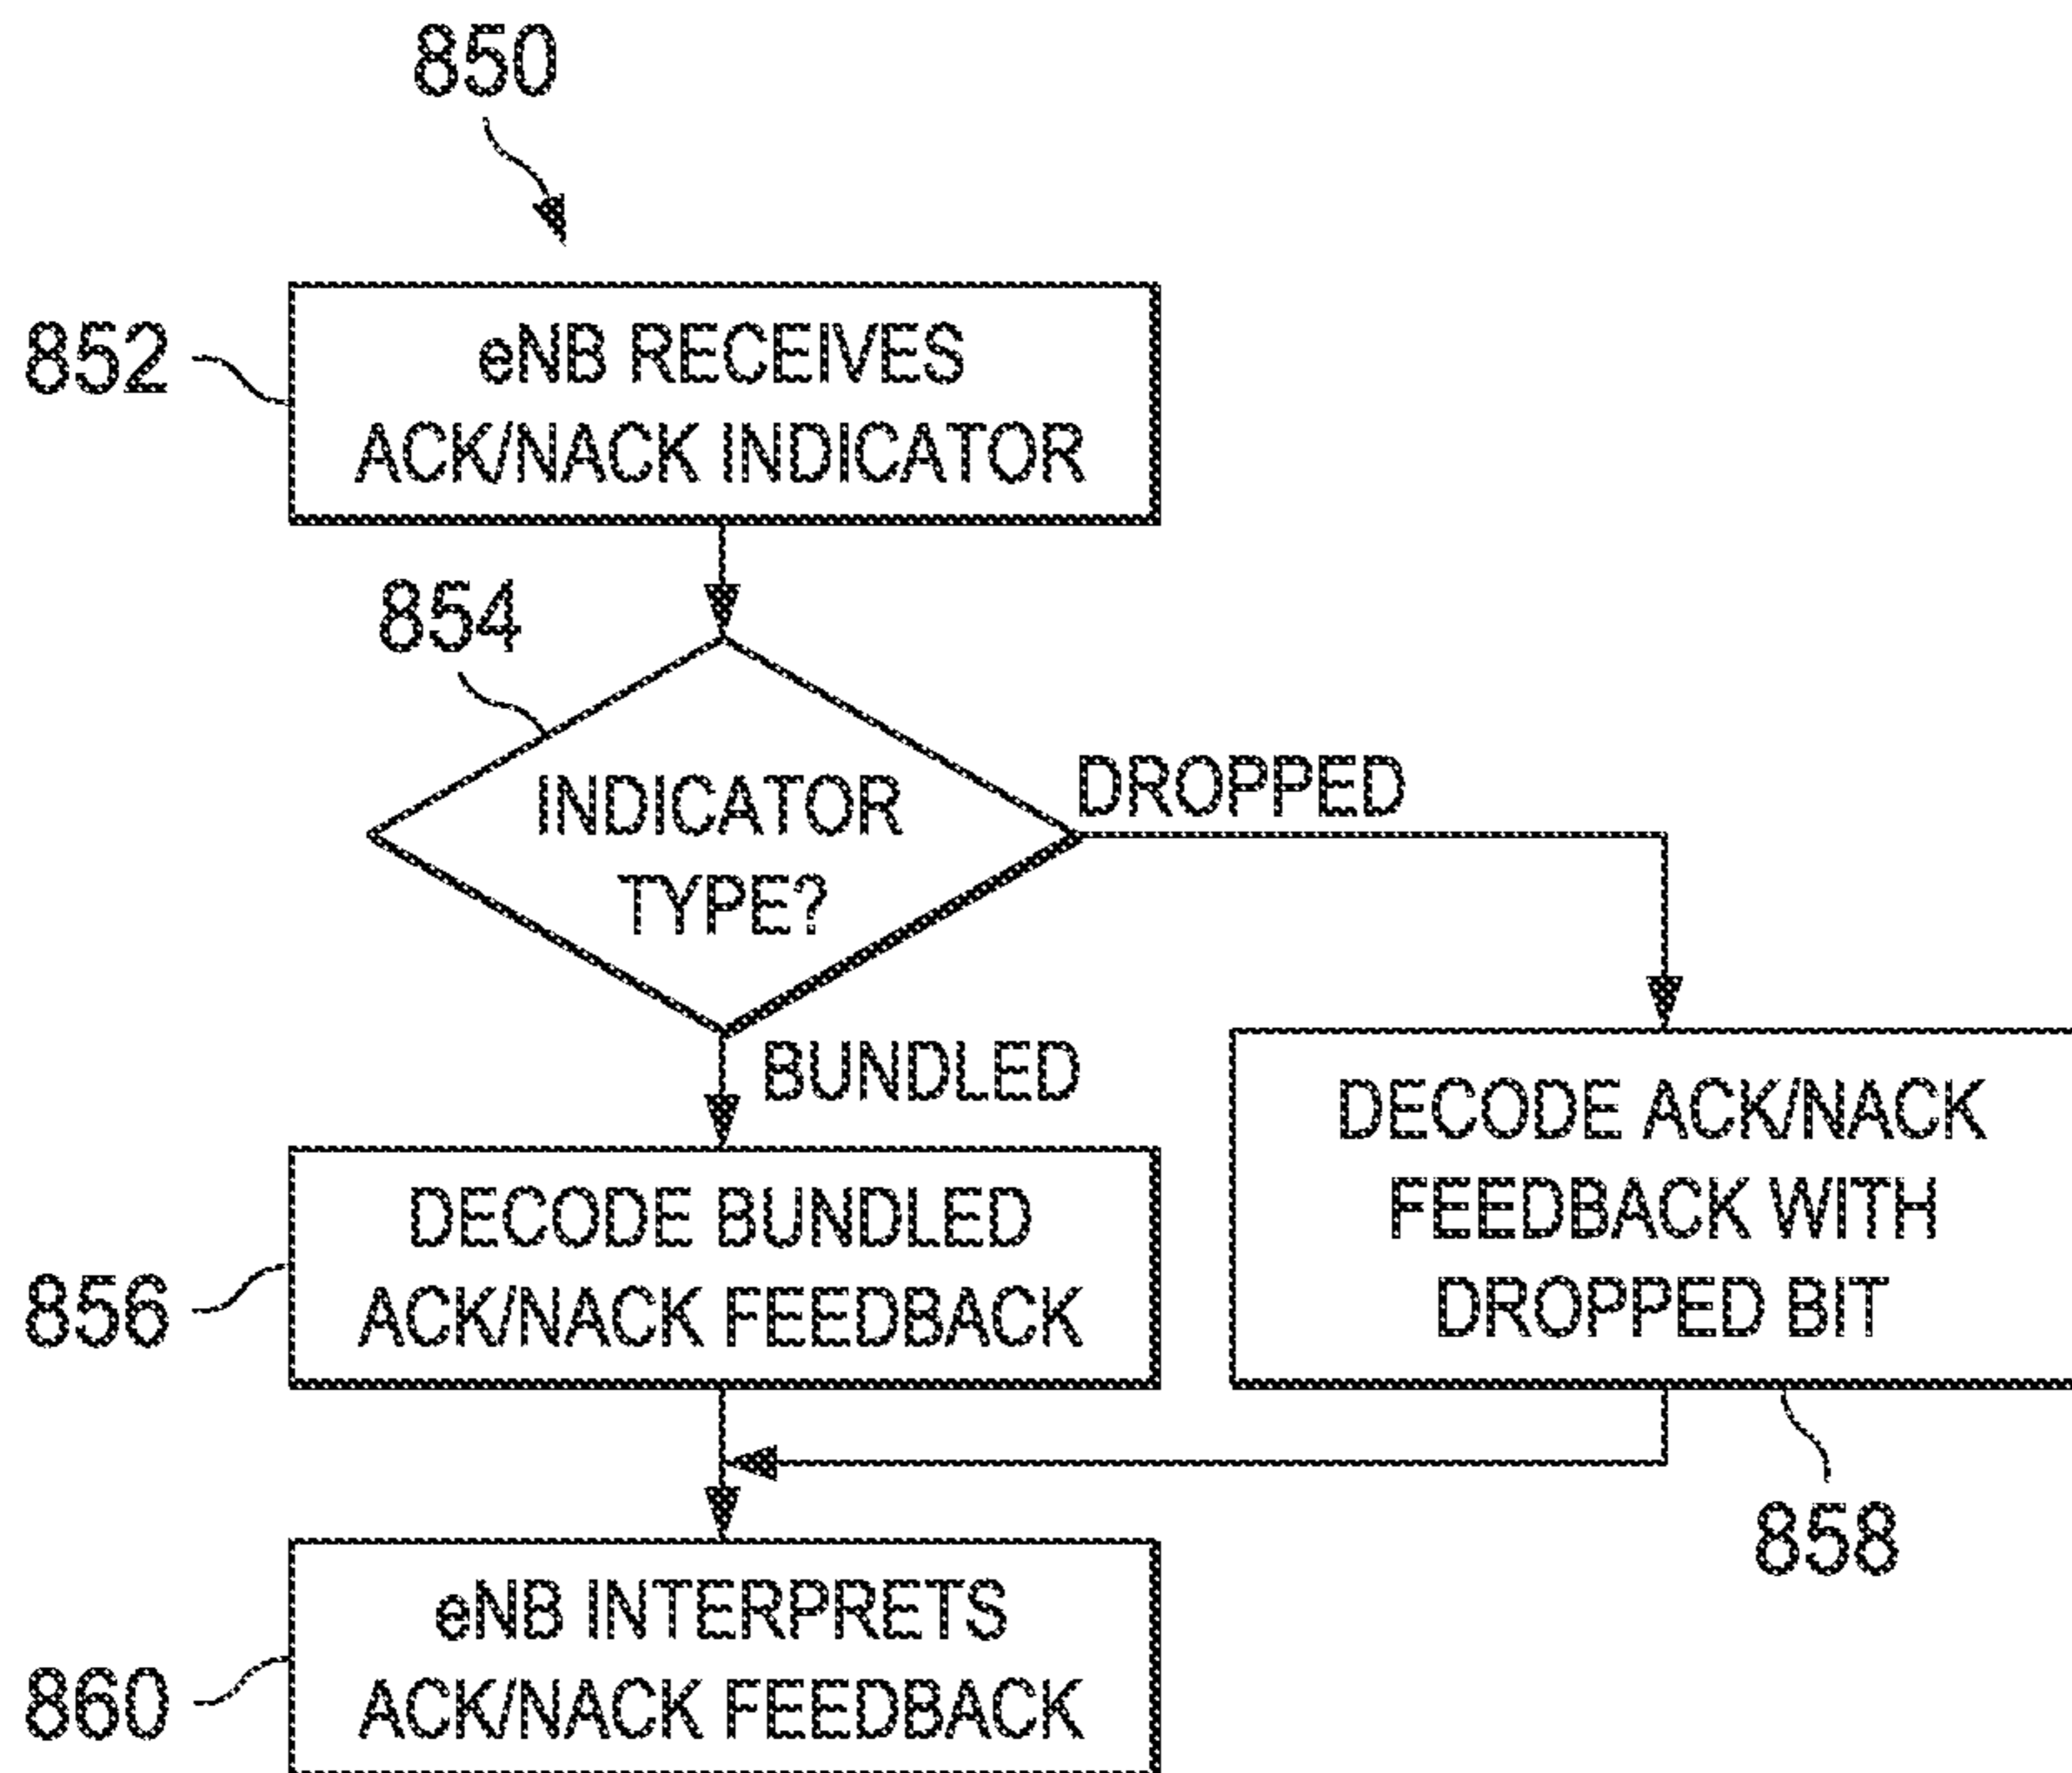 850
852
eNB RECEIVES
ACK/NACK INDICATOR
854
INDICATOR
TYPE?
DROPPED
BUNDLED
856
DECODE BUNDLED
ACK/NACK FEEDBACK
DECODE ACK/NACK
FEEDBACK WITH
DROPPED BIT
858
860
eNB INTERPRETS
ACK/NACK FEEDBACK